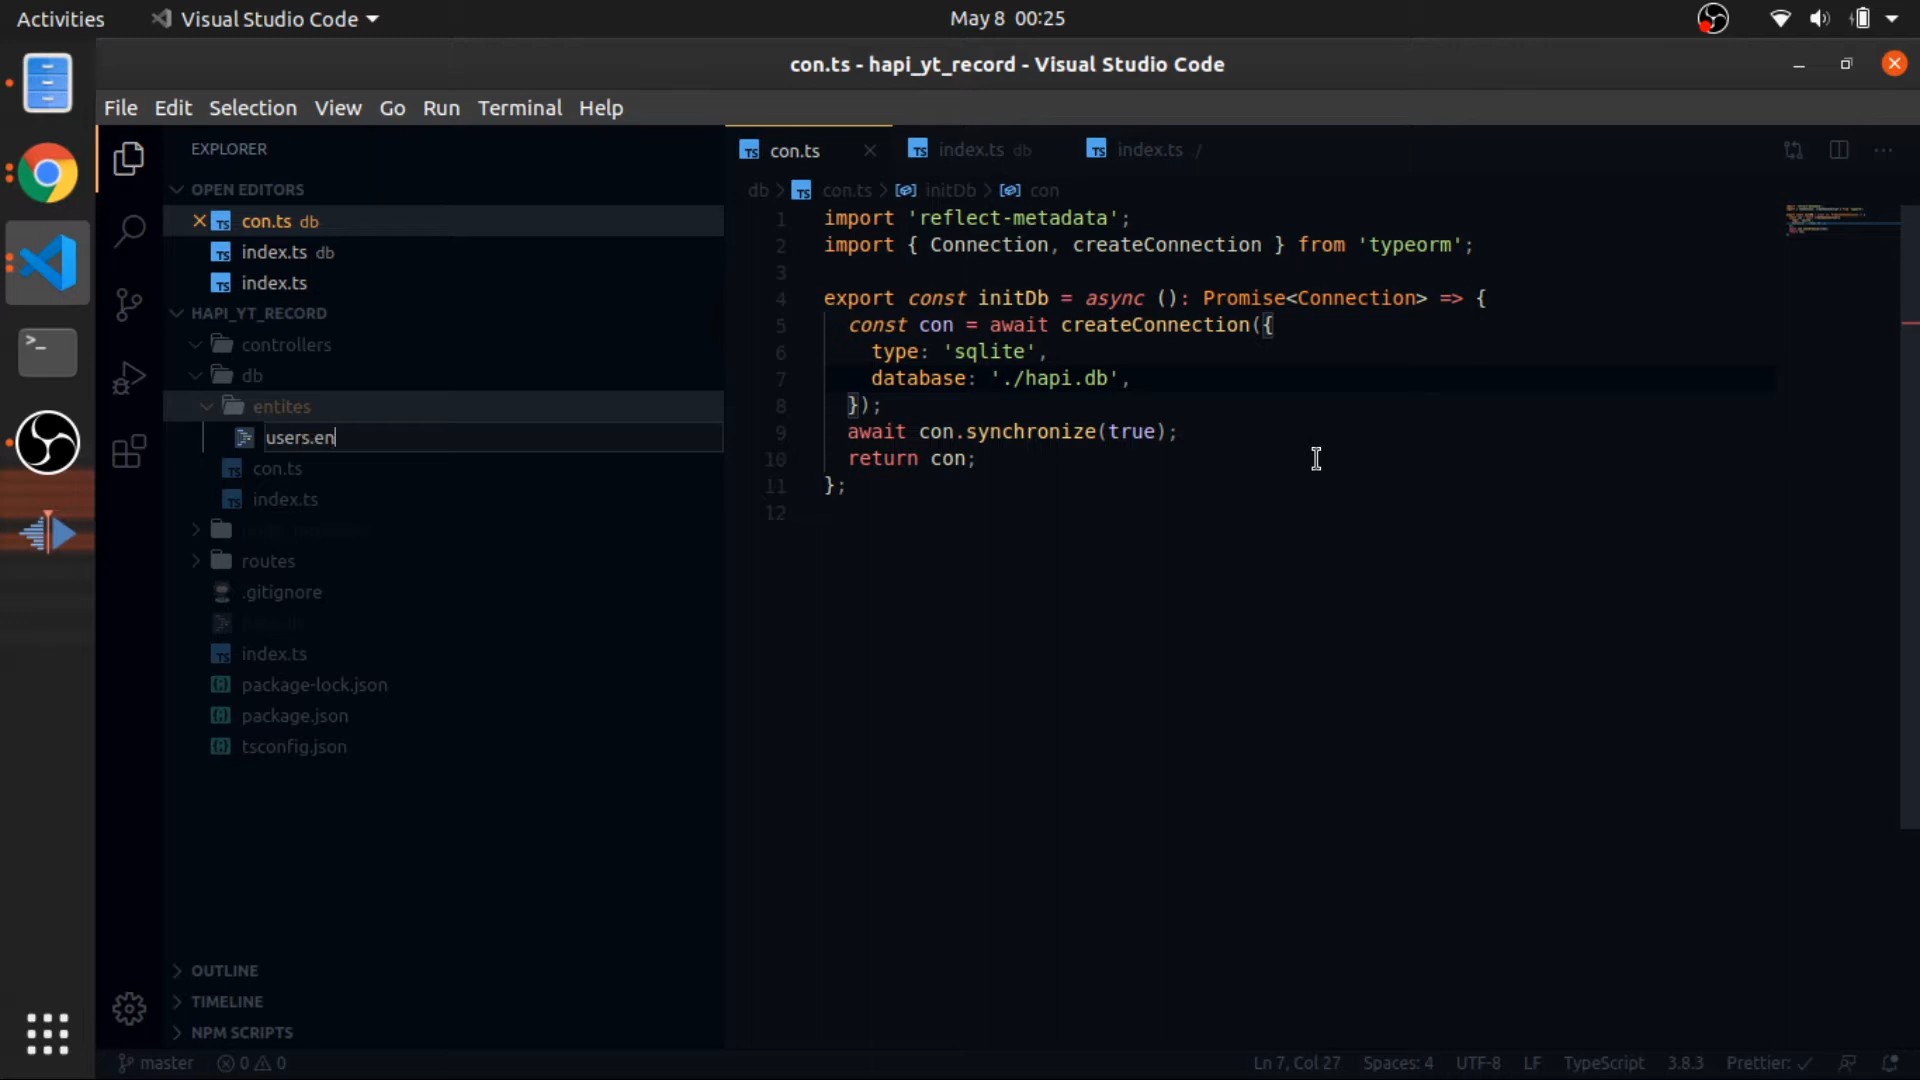 Activities
Visual Studio Code
May 8 00:25
con.ts - hapi_yt_record - Visual Studio Code
File Edit Selection View Go Run Terminal Help
EXPLORER
OPEN EDITORS
con.ts db
index.ts db
index.ts
HAPI_YT_RECORD
controllers
db
entites
users.en
con.ts
index.ts
routes
.gitignore
index.ts
package-lock.json
package.json
tsconfig.json
OUTLINE
TIMELINE
NPM SCRIPTS
con.ts
index.ts db
index.ts /
db > con.ts > initDb > con
1 import 'reflect-metadata';
2 import { Connection, createConnection } from 'typeorm';
3
4 export const initDb = async (): Promise<Connection> => {
5 const con = await createConnection({
6 type: 'sqlite',
7 database: './hapi.db',
8 });
9 await con.synchronize(true);
10 return con;
11 };
12
master 0 0
Ln 7, Col 27 Spaces: 4 UTF-8 LF TypeScript 3.8.3 Prettier: ✓